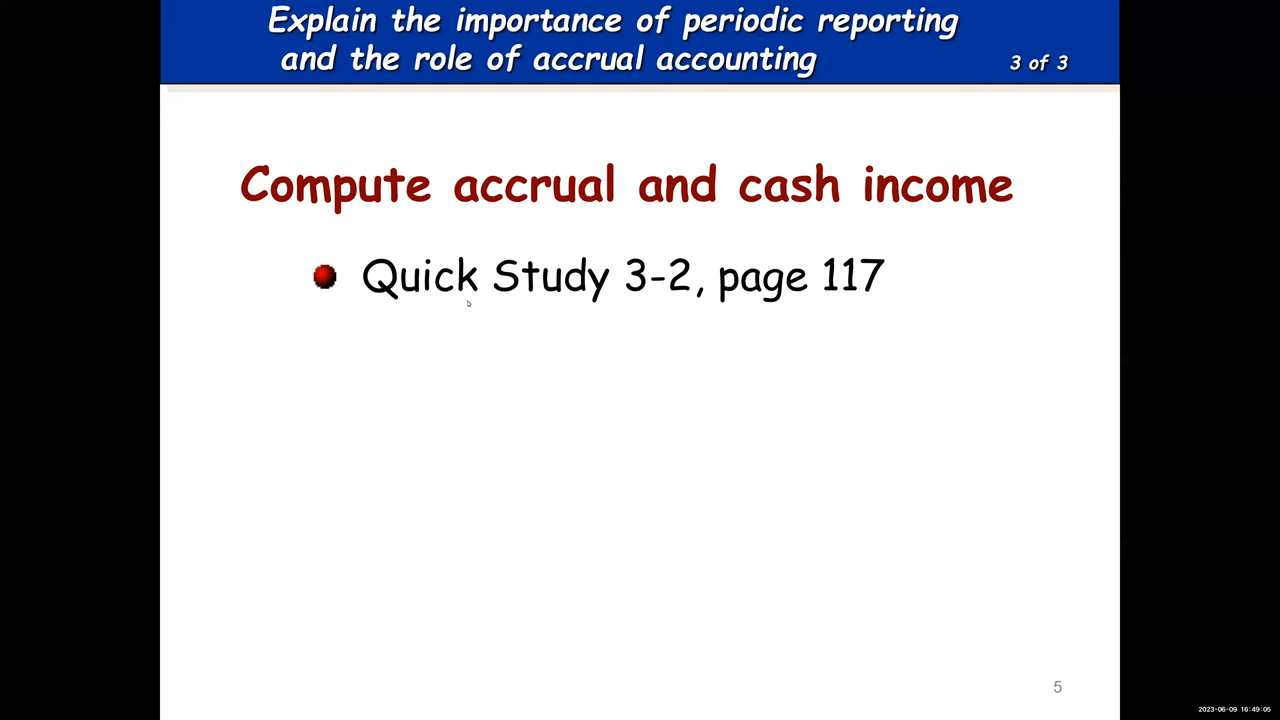 Explain the importance of periodic reporting
and the role of accrual accounting
3 of 3
Compute accrual and cash income
Quick Study 3-2, page 117
5
2023-06-09 16:49:05